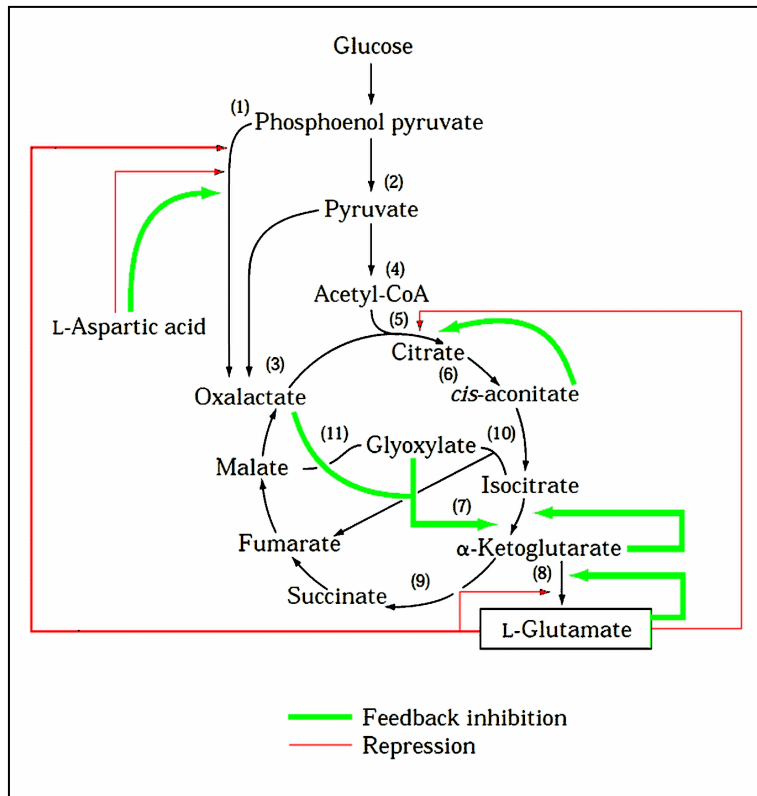 Glucose
(1)
Phosphoenol pyruvate
(2)
Pyruvate
(4)
Acetyl-CoA
L-Aspartic acid
(5)
Citrate
(3)
(6)
Oxalactate
cis-aconitate
(11)
Glyoxylate
(10)
Malate
Isocitrate
(7)
Fumarate
α-Ketoglutarate
(8)
(9)
Succinate
L-Glutamate
Feedback inhibition
Repression